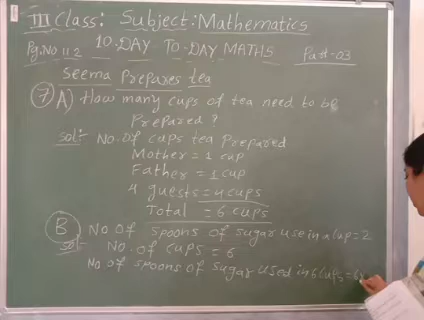 III Class: Subject: Mathematics
Pg.No 112 10.DAY TO-DAY MATHS Part-03
Seema Prepares tea
7 A) How many cups of tea need to be
Prepared?
Sol:- No. of cups tea prepared
Mother = 1 cup
Father = 1 cup
4 guests = 4 cups
Total = 6 cups
B No of spoons of sugar use in a cup = 2
Sol:- No. of cups = 6
No of spoons of sugar used in 6 cups = 6x